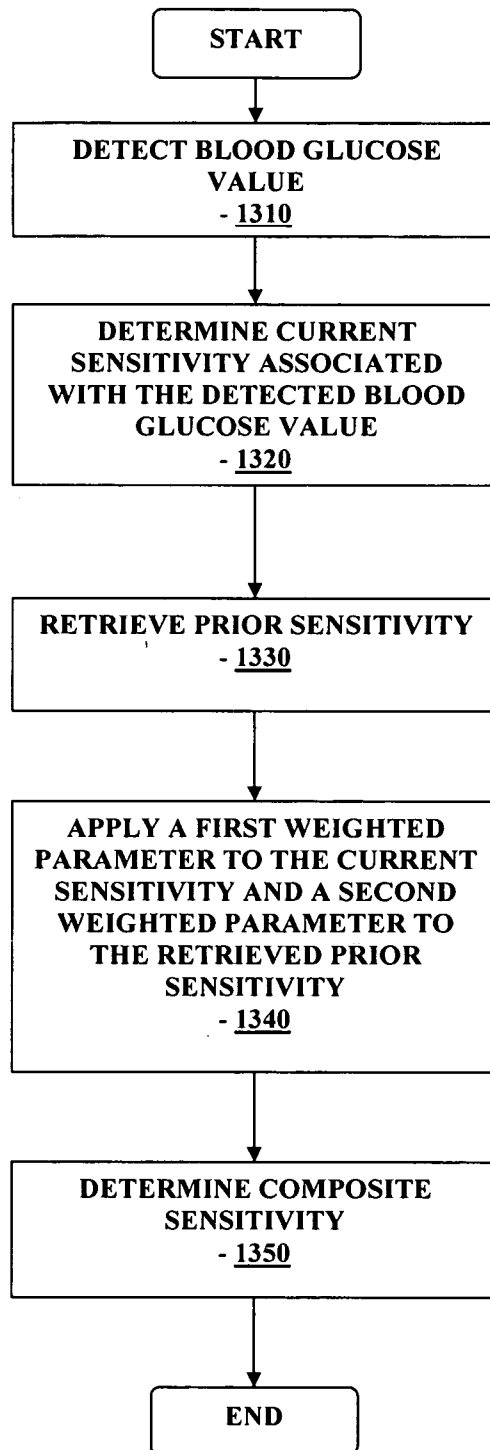 START
DETECT BLOOD GLUCOSE
VALUE
- 1310
DETERMINE CURRENT
SENSITIVITY ASSOCIATED
WITH THE DETECTED BLOOD
GLUCOSE VALUE
- 1320
RETRIEVE PRIOR SENSITIVITY
- 1330
APPLY A FIRST WEIGHTED
PARAMETER TO THE CURRENT
SENSITIVITY AND A SECOND
WEIGHTED PARAMETER TO
THE RETRIEVED PRIOR
SENSITIVITY
- 1340
DETERMINE COMPOSITE
SENSITIVITY
- 1350
END